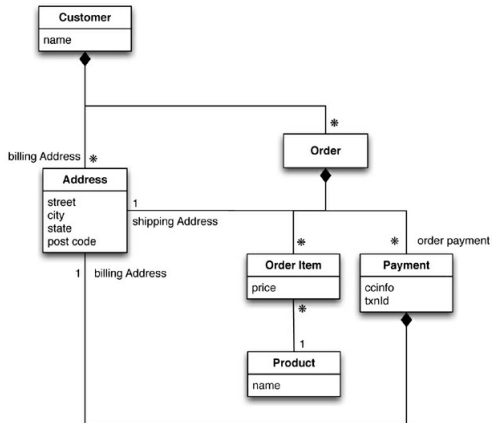 Customer
name
*
Order
billing Address *
Address
street
city
state
post code
1
shipping Address
*
* order payment
1 billing Address
Order Item
price
Payment
ccinfo
txnId
*
1
Product
name